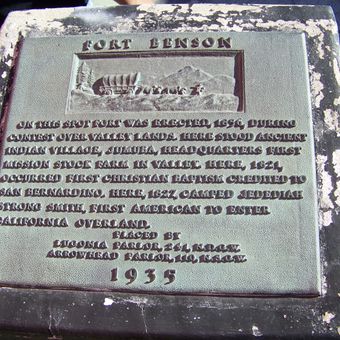 FORT BENSON
ON THIS SPOT FORT WAS ERECTED, 1856, DURING
CONTEST OVER VALLEY LANDS. HERE STOOD ANCIENT
INDIAN VILLAGE, JUMUBA, HEADQUARTERS FIRST
MISSION STOCK FARM IN VALLEY. HERE, 1821,
OCCURRED FIRST CHRISTIAN BAPTISM CREDITED TO
SAN BERNARDINO. HERE, 1827, CAMPED JEDEDIAH
STRONG SMITH, FIRST AMERICAN TO ENTER
CALIFORNIA OVERLAND.
PLACED BY
LUGONIA PARLOR, 241, N.D.G.W.
ARROWHEAD PARLOR, 110, N.S.G.W.
1935